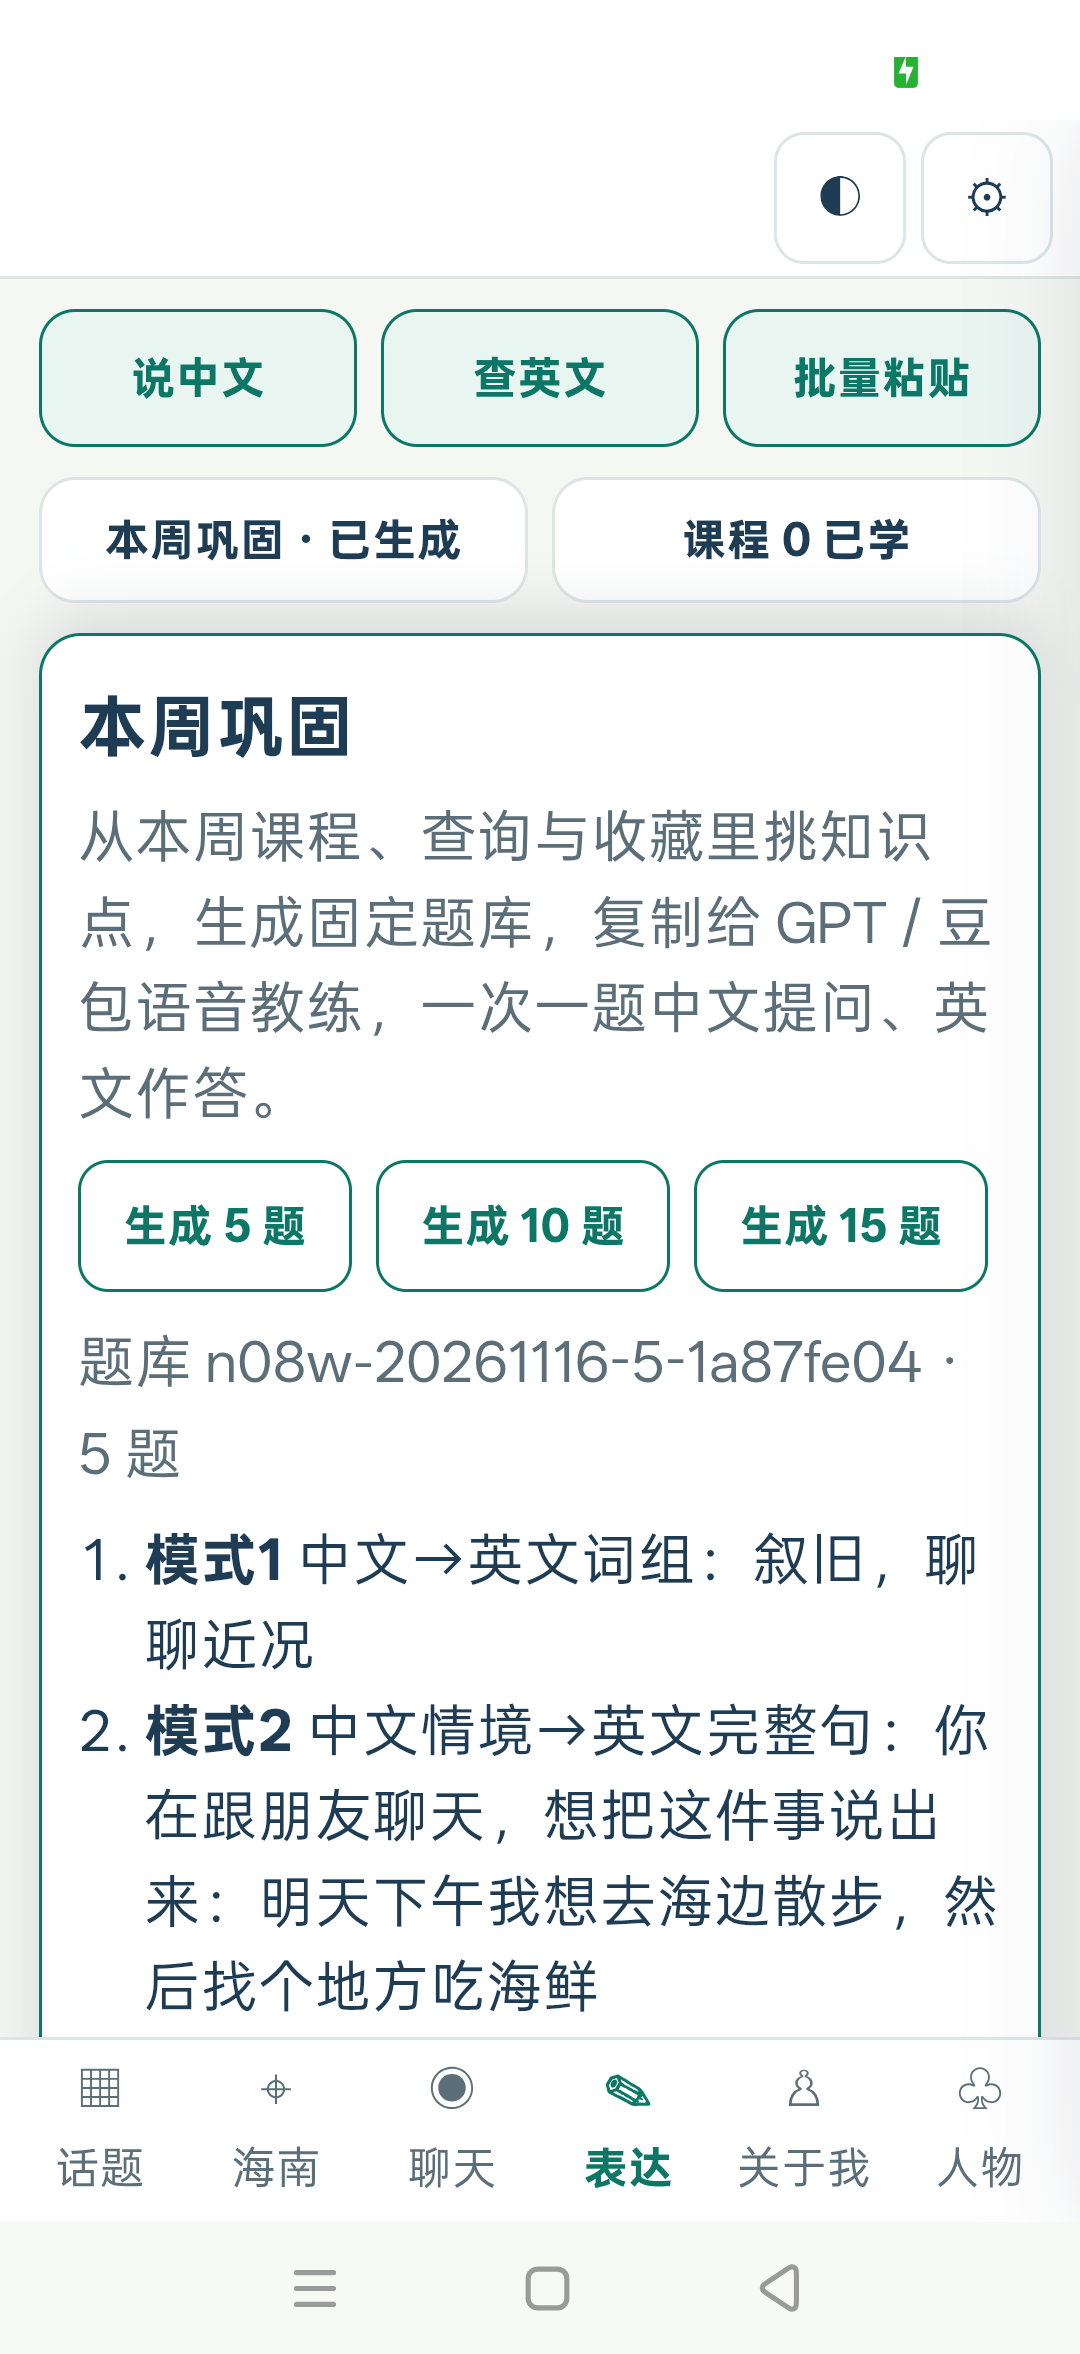 说中文 查英文 批量粘贴
本周巩固 · 已生成 课程 0 已学
本周巩固
从本周课程、查询与收藏里挑知识
点，生成固定题库，复制给 GPT / 豆
包语音教练，一次一题中文提问、英
文作答。
生成 5 题 生成 10 题 生成 15 题
题库 n08w-20261116-5-1a87fe04 ·
5 题
1. 模式1 中文→英文词组：叙旧，聊
聊近况
2. 模式2 中文情境→英文完整句：你
在跟朋友聊天，想把这件事说出
来：明天下午我想去海边散步，然
后找个地方吃海鲜
话题 海南 聊天 表达 关于我 人物